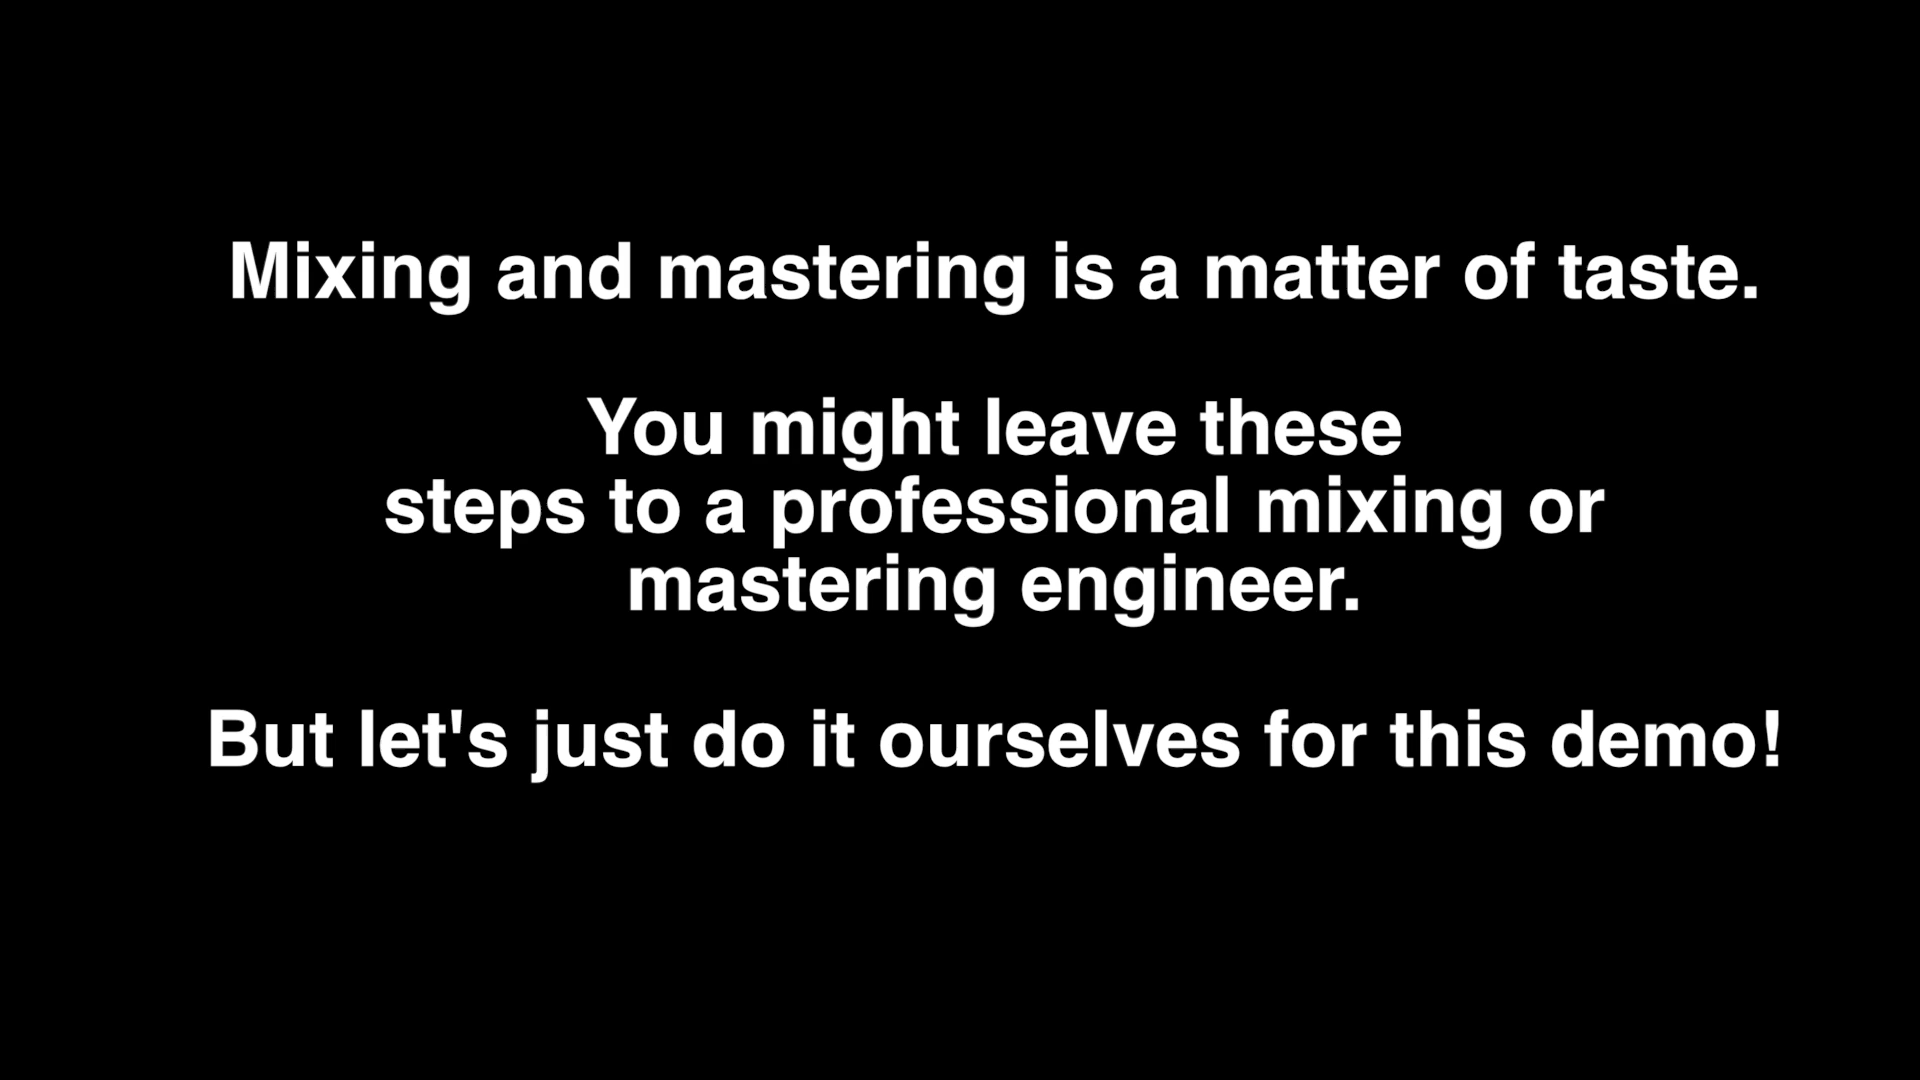 Mixing and mastering is a matter of taste.
You might leave these
steps to a professional mixing or
mastering engineer.
But let's just do it ourselves for this demo!